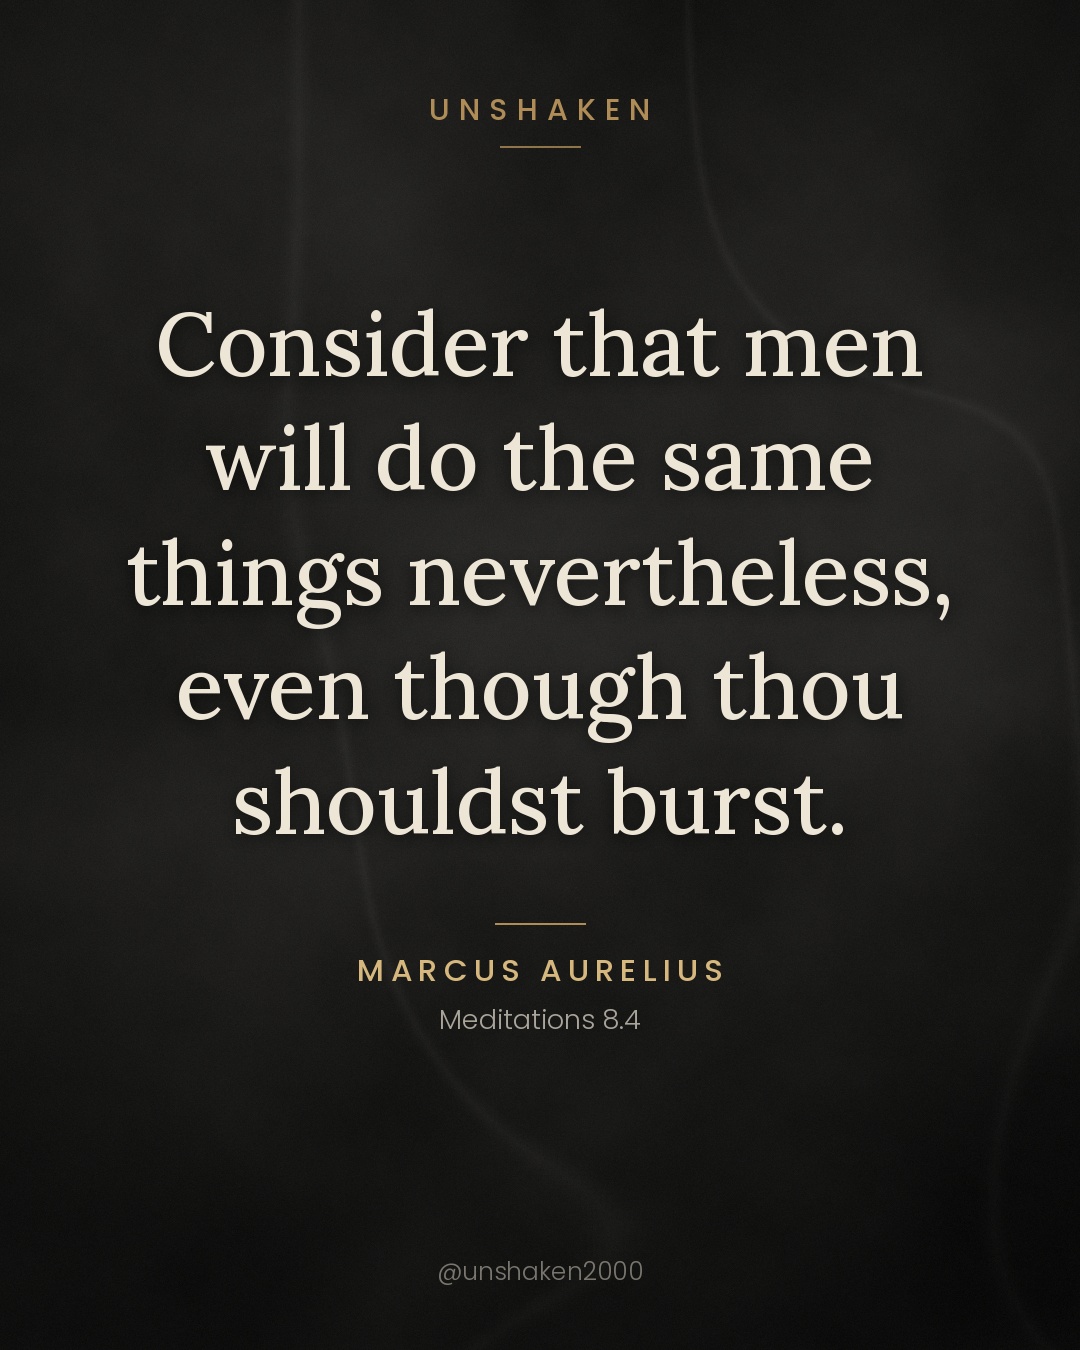 UNSHAKEN
Consider that men
will do the same
things nevertheless,
even though thou
shouldst burst.
MARCUS AURELIUS
Meditations 8.4
@unshaken2000